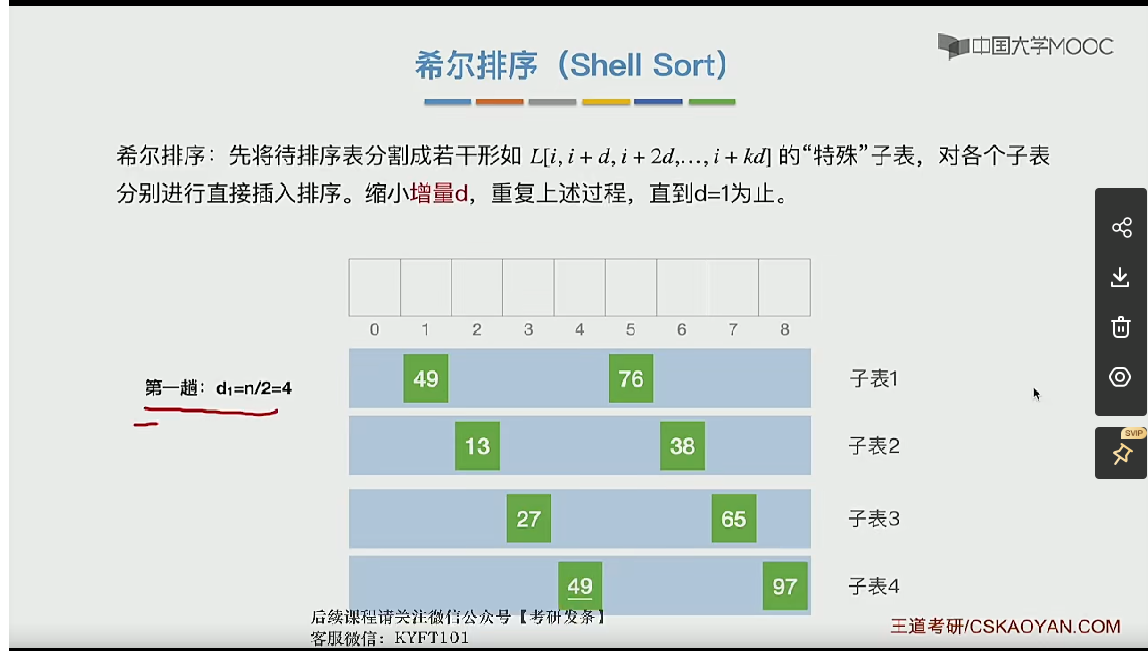 中国大学MOOC
希尔排序（Shell Sort）
希尔排序：先将待排序表分割成若干形如 L[i, i + d, i + 2d,…, i + kd] 的“特殊”子表，对各个子表
分别进行直接插入排序。缩小增量d，重复上述过程，直到d=1为止。
0 1 2 3 4 5 6 7 8
第一趟：d₁=n/2=4
49 76 子表1
13 38 子表2
27 65 子表3
49 97 子表4
SVIP
后续课程请关注微信公众号【考研发条】
客服微信：KYFT101
王道考研/CSKAOYAN.COM